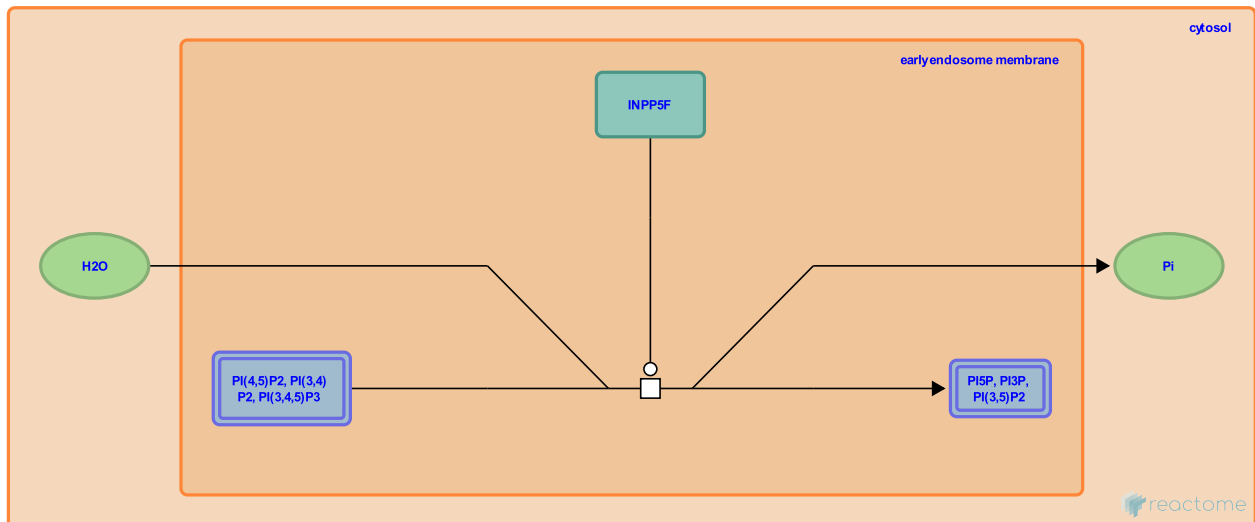 cytosol
early endosome membrane
INPP5F
H2O
Pi
PI(4,5)P2, PI(3,4)
P2, PI(3,4,5)P3
PI5P, PI3P,
PI(3,5)P2
reactome